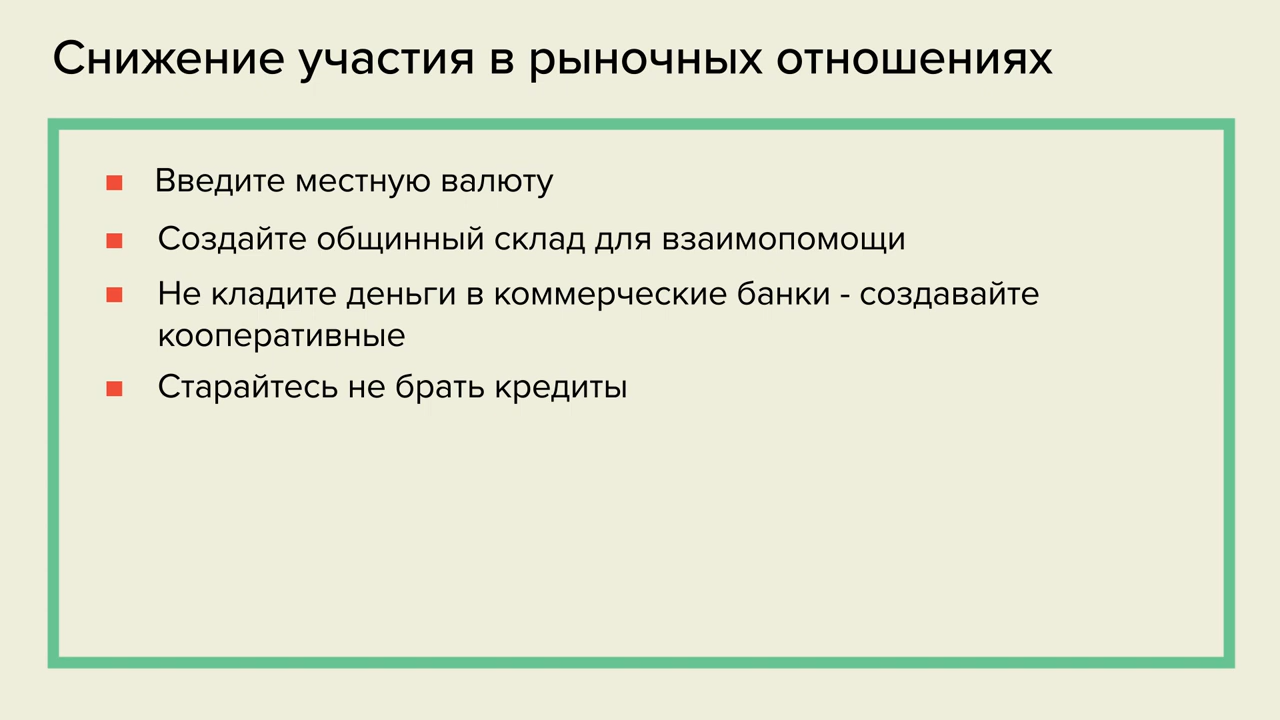 Снижение участия в рыночных отношениях
Введите местную валюту
Создайте общинный склад для взаимопомощи
Не кладите деньги в коммерческие банки - создавайте
кооперативные
Старайтесь не брать кредиты